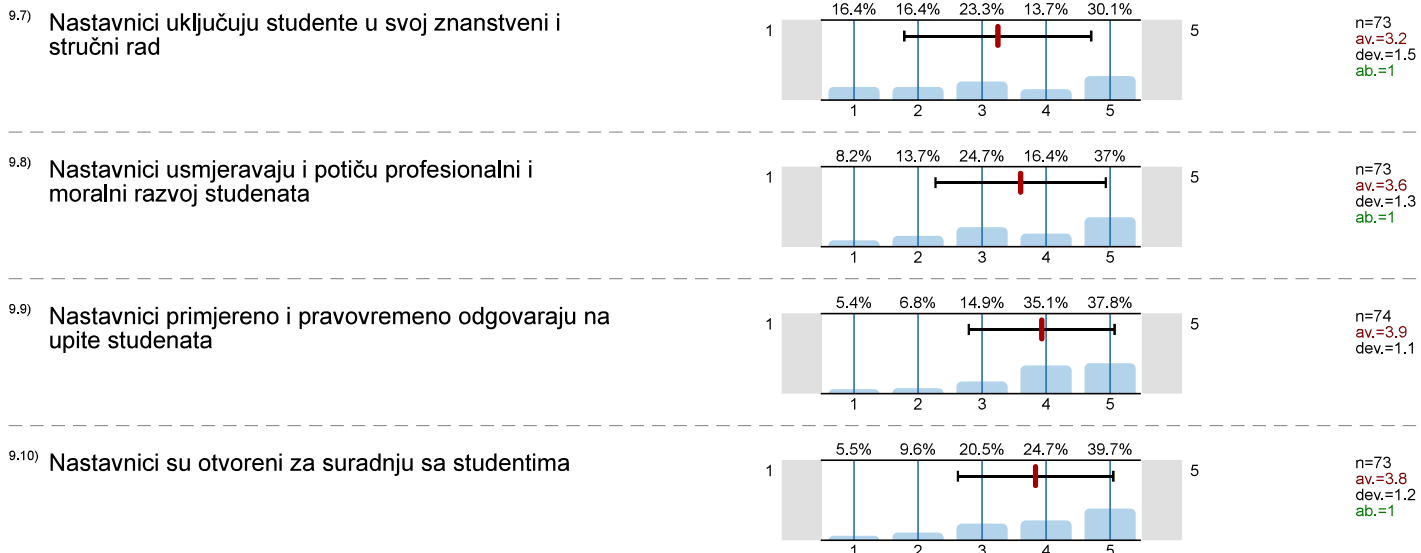 9.7) Nastavnici uključuju studente u svoj znanstveni i
stručni rad
16.4% 16.4% 23.3% 13.7% 30.1%
1 5
1 2 3 4 5
n=73
av.=3.2
dev.=1.5
ab.=1
9.8) Nastavnici usmjeravaju i potiču profesionalni i
moralni razvoj studenata
8.2% 13.7% 24.7% 16.4% 37%
1 5
1 2 3 4 5
n=73
av.=3.6
dev.=1.3
ab.=1
9.9) Nastavnici primjereno i pravovremeno odgovaraju na
upite studenata
5.4% 6.8% 14.9% 35.1% 37.8%
1 5
1 2 3 4 5
n=74
av.=3.9
dev.=1.1
9.10) Nastavnici su otvoreni za suradnju sa studentima
5.5% 9.6% 20.5% 24.7% 39.7%
1 5
1 2 3 4 5
n=73
av.=3.8
dev.=1.2
ab.=1